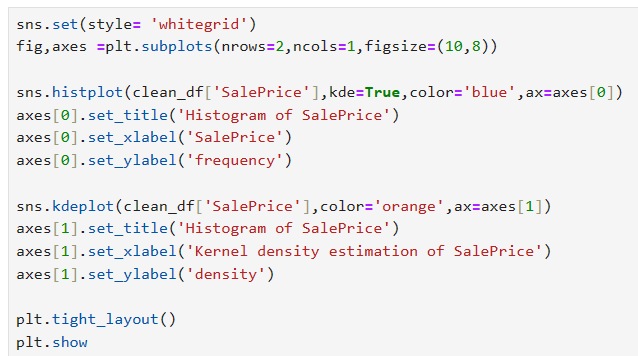 sns.set(style= 'whitegrid')
fig,axes =plt.subplots(nrows=2,ncols=1,figsize=(10,8))
sns.histplot(clean_df['SalePrice'],kde=True,color='blue',ax=axes[0])
axes[0].set_title('Histogram of SalePrice')
axes[0].set_xlabel('SalePrice')
axes[0].set_ylabel('frequency')
sns.kdeplot(clean_df['SalePrice'],color='orange',ax=axes[1])
axes[1].set_title('Histogram of SalePrice')
axes[1].set_xlabel('Kernel density estimation of SalePrice')
axes[1].set_ylabel('density')
plt.tight_layout()
plt.show